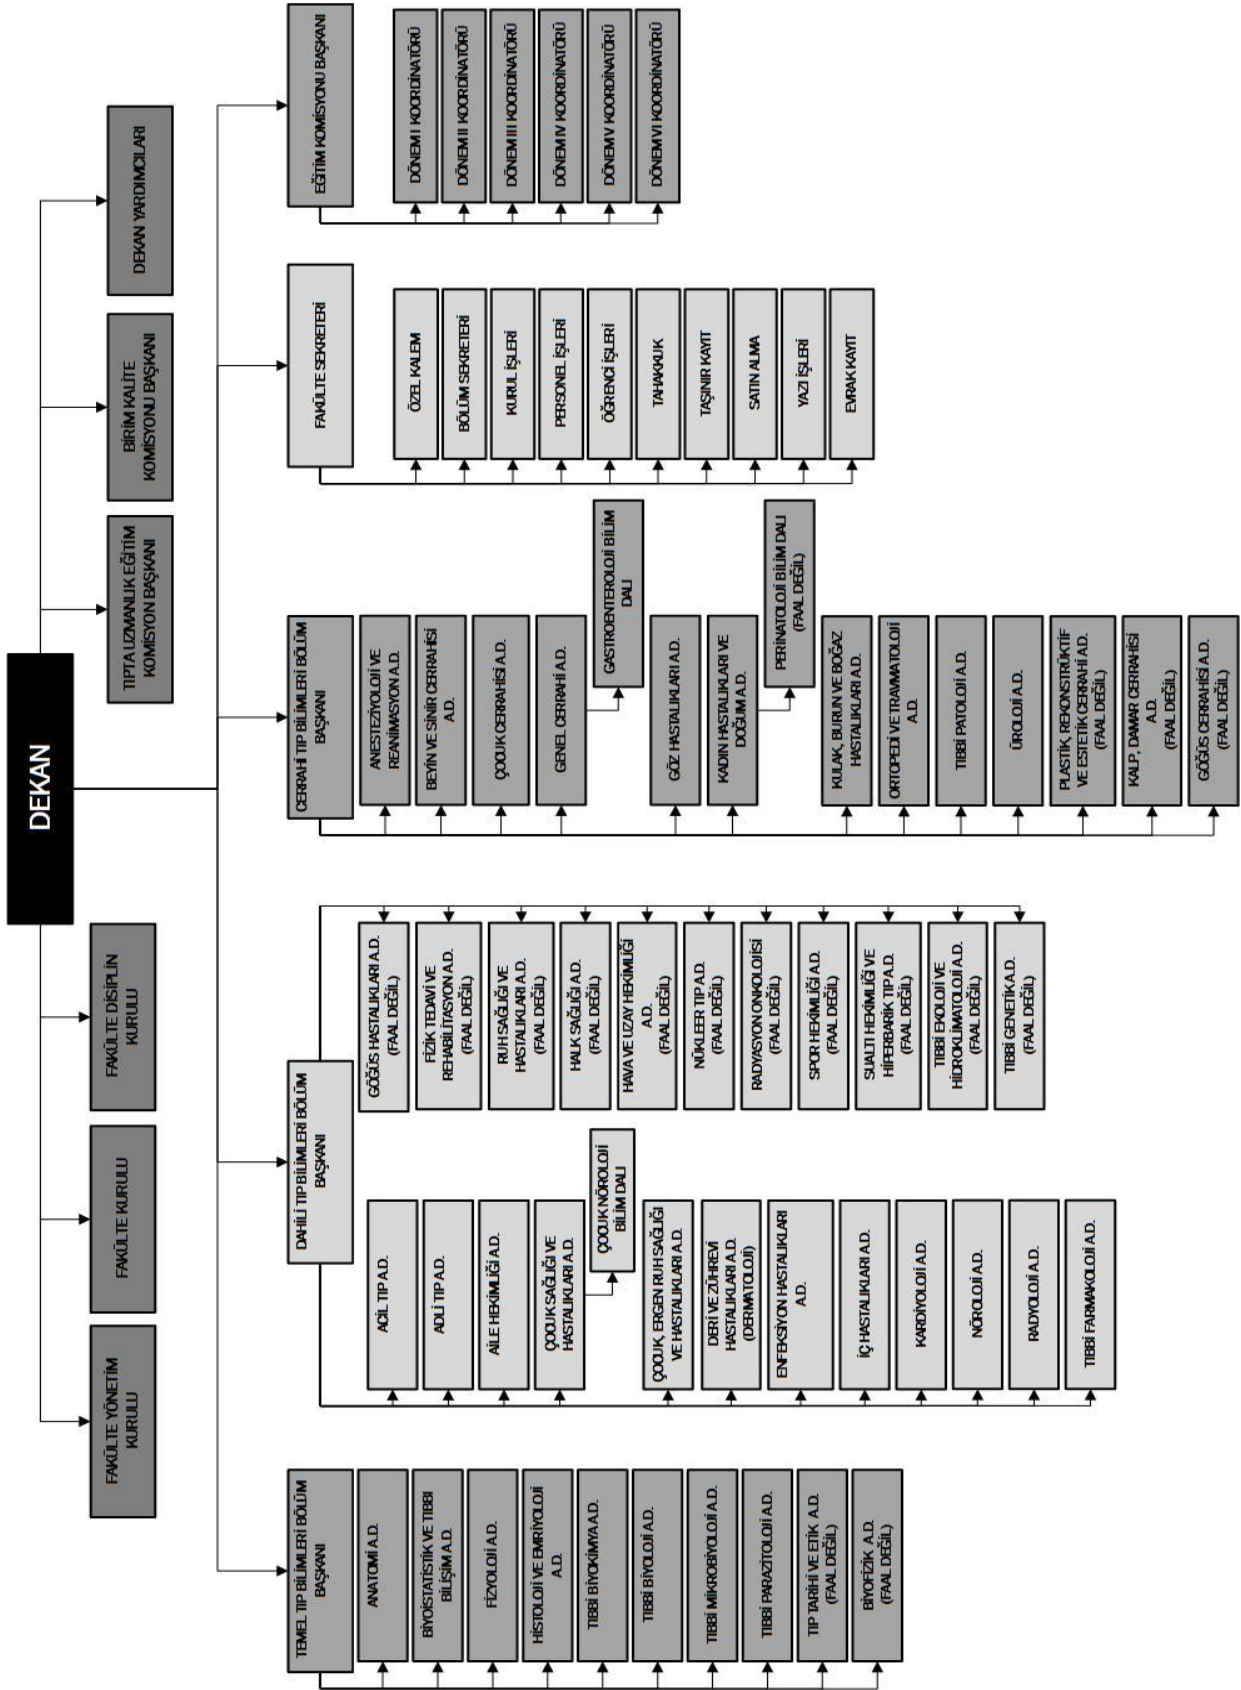 DEKAN
FAKÜLTE YÖNETİM
KURULU
FAKÜLTE KURULU
FAKÜLTE DİSİPLİN
KURULU
TIPTA UZMANLIK EĞİTİM
KOMİSYON BAŞKANI
BİRİM KALİTE
KOMİSYONU BAŞKANI
DEKAN YARDIMCILARI
TEMEL TIP BİLİMLERİ BÖLÜM
BAŞKANI
ANATOMİ A.D.
BİYOİSTATİSTİK VE TIBBİ
BİLİŞİM A.D.
FİZYOLOJİ A.D.
HİSTOLOJİ VE EMRİYOLOJİ
A.D.
TIBBİ BİYOKİMYA A.D.
TIBBİ BİYOLOJİ A.D.
TIBBİ MİKROBİYOLOJİ A.D.
TIBBİ PARAZİTOLOJİ A.D.
TIP TARİHİ VE ETİK A.D.
(FAAL DEĞİL)
BİYOFİZİK A.D.
(FAAL DEĞİL)
DAHİLİ TIP BİLİMLERİ BÖLÜM
BAŞKANI
ACİL TIP A.D.
ADLİ TIP A.D.
AİLE HEKİMLİĞİ A.D.
ÇOCUK SAĞLIĞI VE
HASTALIKLARI A.D.
ÇOCUK NÖROLOJİ
BİLİM DALI
ÇOCUK, ERGEN RUH SAĞLIĞI
VE HASTALIKLARI A.D.
DERİ VE ZÜHREVİ
HASTALIKLARI A.D.
(DERMATOLOJİ)
ENFEKSİYON HASTALIKLARI
A.D.
İÇ HASTALIKLARI A.D.
KARDİYOLOJİ A.D.
NÖROLOJİ A.D.
RADYOLOJİ A.D.
TIBBİ FARMAKOLOJİ A.D.
GÖĞÜS HASTALIKLARI A.D.
(FAAL DEĞİL)
FİZİK TEDAVİ VE
REHABİLİTASYON A.D.
(FAAL DEĞİL)
RUH SAĞLIĞI VE
HASTALIKLARI A.D.
(FAAL DEĞİL)
HALK SAĞLIĞI A.D.
(FAAL DEĞİL)
HAVA VE UZAY HEKİMLİĞİ
A.D.
(FAAL DEĞİL)
NÜKLEER TIP A.D.
(FAAL DEĞİL)
RADYASYON ONKOLOJİSİ
(FAAL DEĞİL)
SPOR HEKİMLİĞİ A.D.
(FAAL DEĞİL)
SUALTI HEKİMLİĞİ VE
HİPERBARİK TIP A.D.
(FAAL DEĞİL)
TIBBİ EKOLOJİ VE
HİDROKLİMATOLOJİ A.D.
(FAAL DEĞİL)
TIBBİ GENETİK A.D.
(FAAL DEĞİL)
CERRAHİ TIP BİLİMLERİ BÖLÜM
BAŞKANI
ANESTEZİYOLOJİ VE
REANİMASYON A.D.
BEYİN VE SİNİR CERRAHİSİ
A.D.
ÇOCUK CERRAHİSİ A.D.
GENEL CERRAHİ A.D.
GASTROENTEROLOJİ BİLİM
DALI
GÖZ HASTALIKLARI A.D.
KADIN HASTALIKLARI VE
DOĞUM A.D.
PERİNATOLOJİ BİLİM DALI
(FAAL DEĞİL)
KULAK, BURUN VE BOĞAZ
HASTALIKLARI A.D.
ORTOPEDİ VE TRAVMATOLOJİ
A.D.
TIBBİ PATOLOJİ A.D.
ÜROLOJİ A.D.
PLASTİK, REKONSTRÜKTİF
VE ESTETİK CERRAHİ A.D.
(FAAL DEĞİL)
KALP, DAMAR CERRAHİSİ
A.D.
(FAAL DEĞİL)
GÖĞÜS CERRAHİSİ A.D.
(FAAL DEĞİL)
FAKÜLTE SEKRETERİ
ÖZEL KALEM
BÖLÜM SEKRETERİ
KURUL İŞLERİ
PERSONEL İŞLERİ
ÖĞRENCİ İŞLERİ
TAHAKKUK
TAŞINIR KAYIT
SATIN ALMA
YAZI İŞLERİ
EVRAK KAYIT
EĞİTİM KOMİSYONU BAŞKANI
DÖNEM I KOORDİNATÖRÜ
DÖNEM II KOORDİNATÖRÜ
DÖNEM III KOORDİNATÖRÜ
DÖNEM IV KOORDİNATÖRÜ
DÖNEM V KOORDİNATÖRÜ
DÖNEM VI KOORDİNATÖRÜ